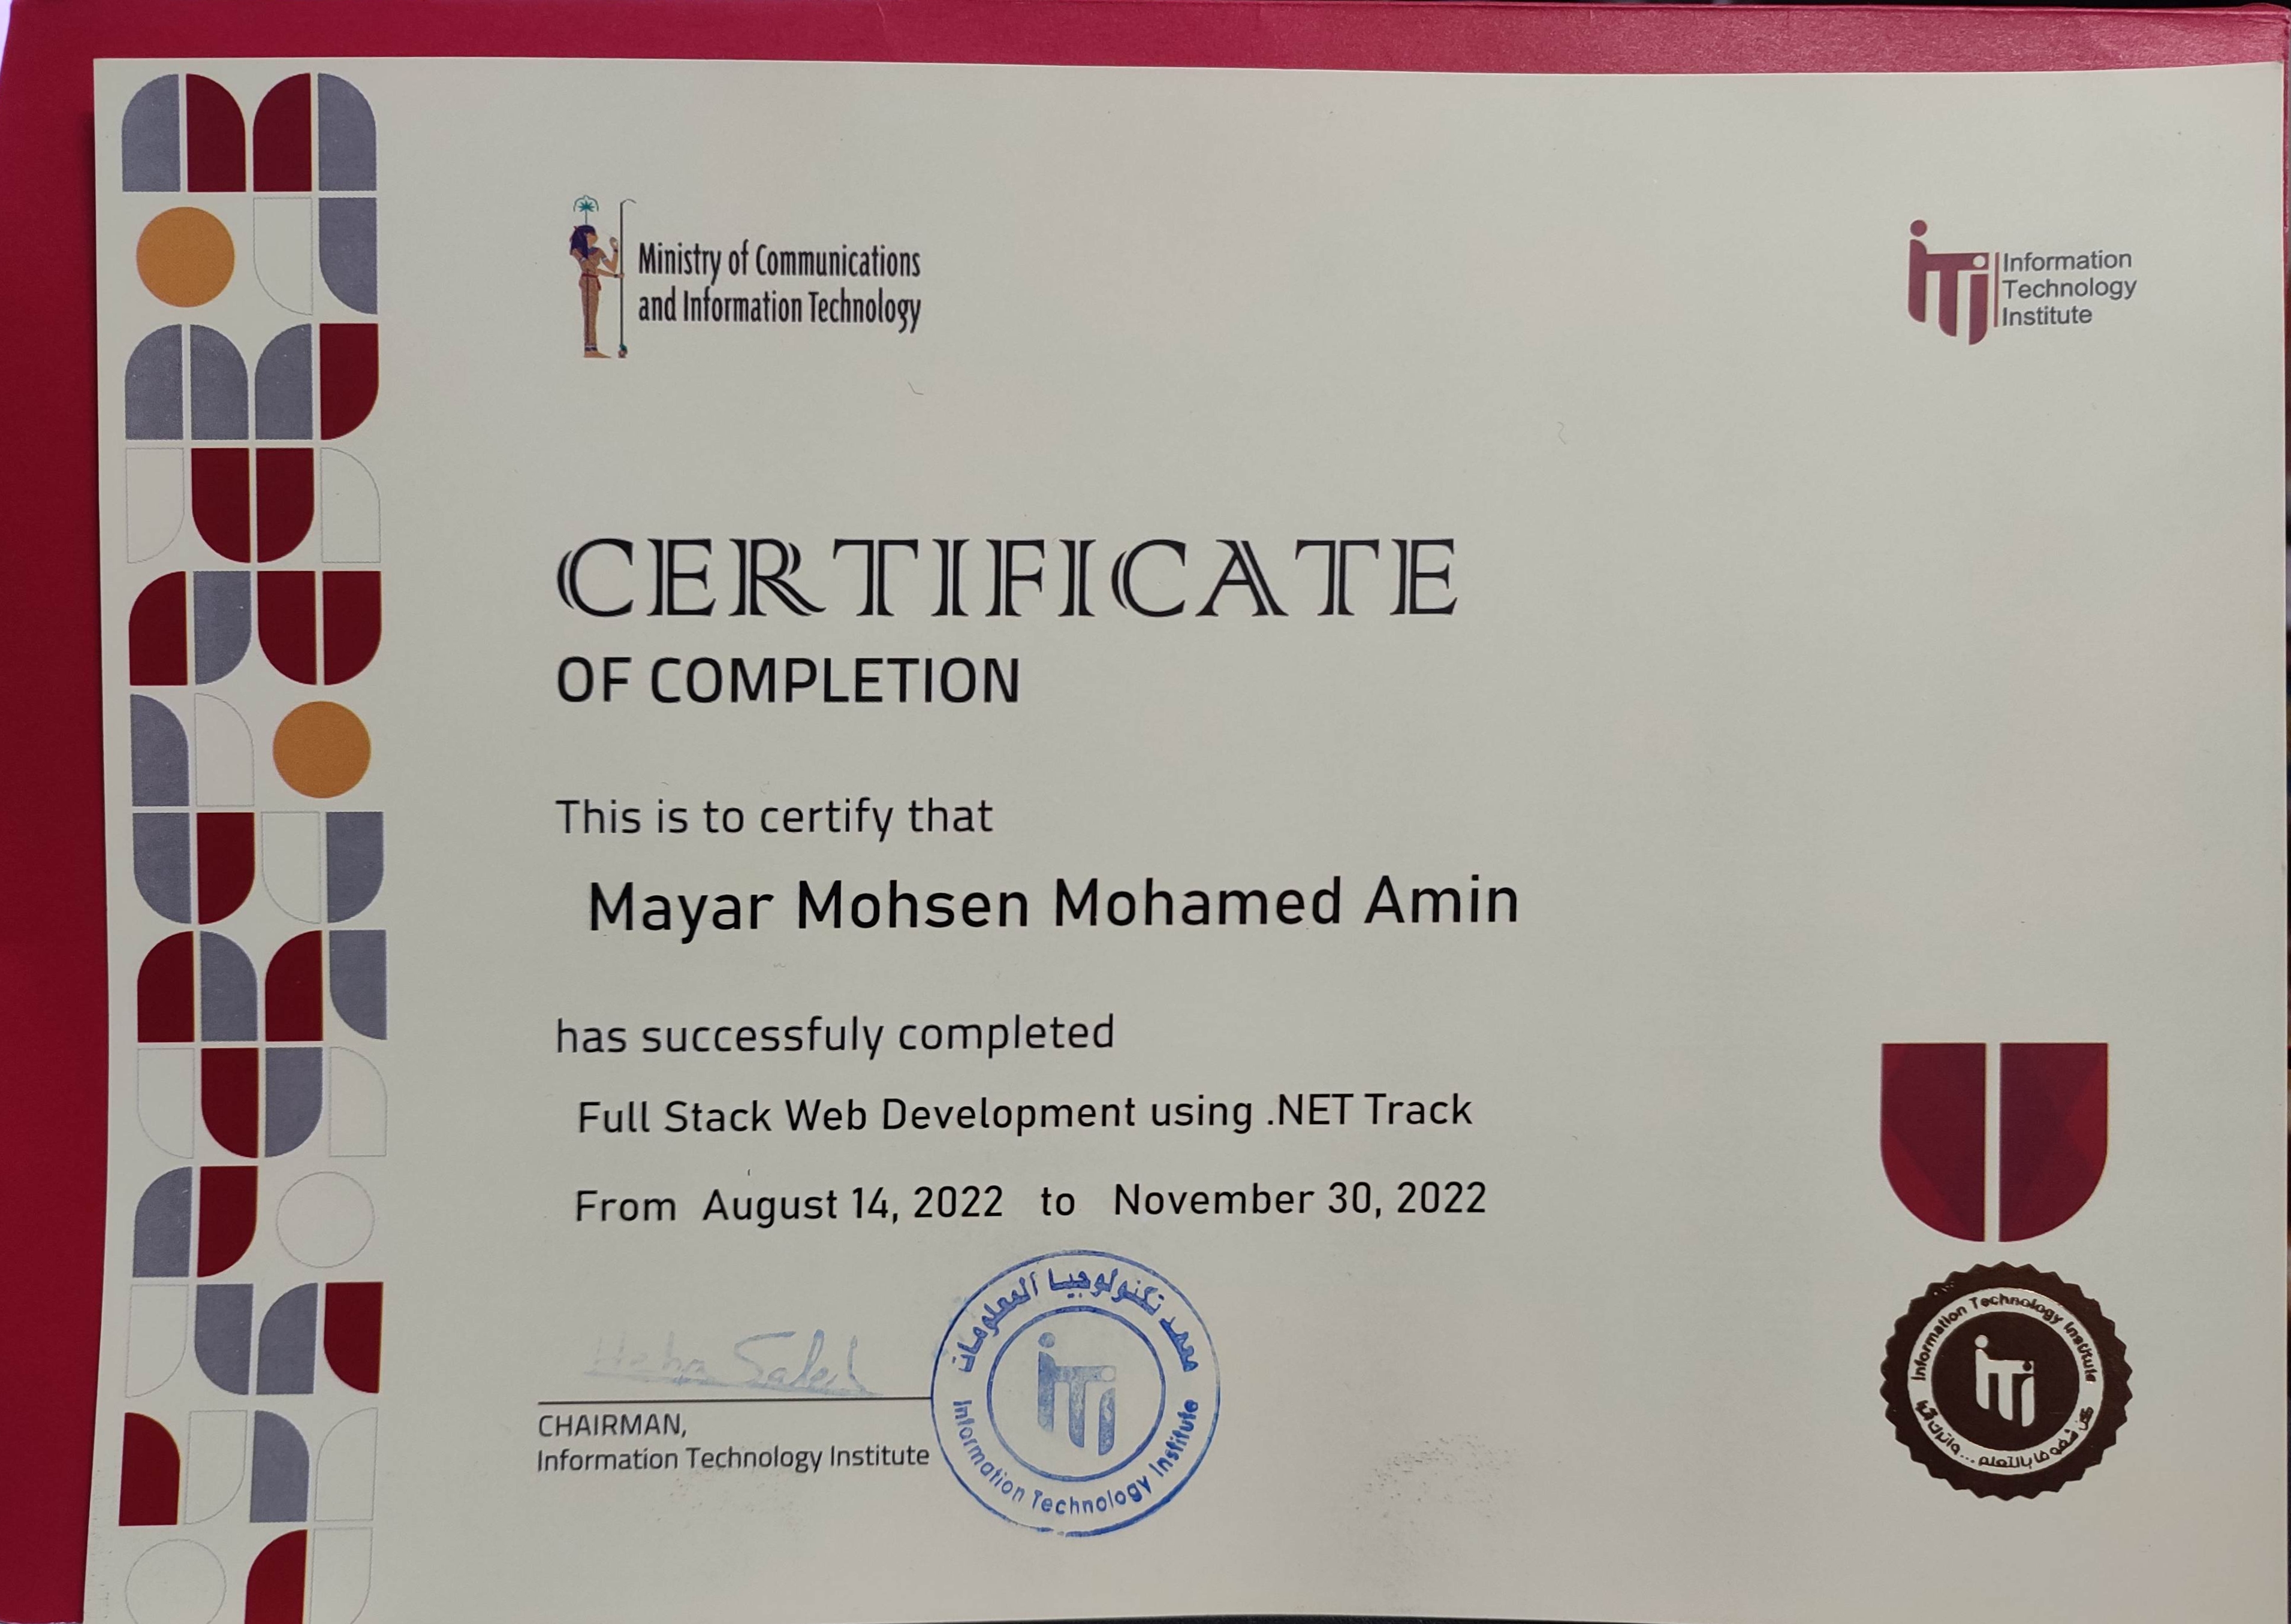 Ministry of Communications
and Information Technology
iTi
Information
Technology
Institute
CERTIFICATE
OF COMPLETION
This is to certify that
Mayar Mohsen Mohamed Amin
has successfuly completed
Full Stack Web Development using .NET Track
From August 14, 2022 to November 30, 2022
Heba Saleh
CHAIRMAN,
Information Technology Institute
معهد تكنولوجيا المعلومات
iTi
Information Technology Institute
Information Technology Institute
iTi
كن شغوفا بالتعلم ... واترك أثرا